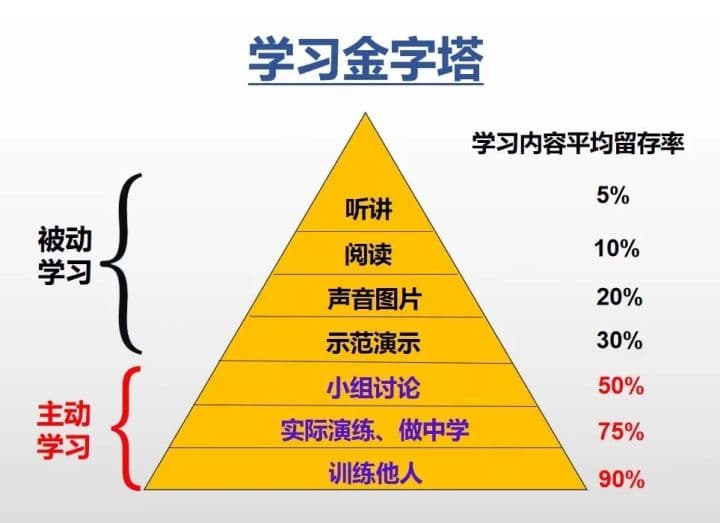 学习金字塔
学习内容平均留存率
被动
学习
听讲
5%
阅读
10%
声音图片
20%
示范演示
30%
主动
学习
小组讨论
50%
实际演练、做中学
75%
训练他人
90%